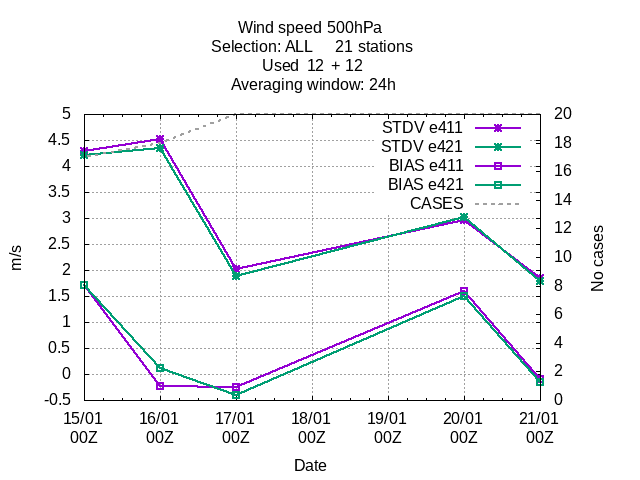 Wind speed 500hPa
Selection: ALL 21 stations
Used 12 + 12
Averaging window: 24h
5
4.5
4
3.5
3
2.5
2
1.5
1
0.5
0
-0.5
m/s
20
18
16
14
12
10
8
6
4
2
0
No cases
STDV e411
STDV e421
BIAS e411
BIAS e421
CASES
15/01 16/01 17/01 18/01 19/01 20/01 21/01
00Z 00Z 00Z 00Z 00Z 00Z 00Z
Date